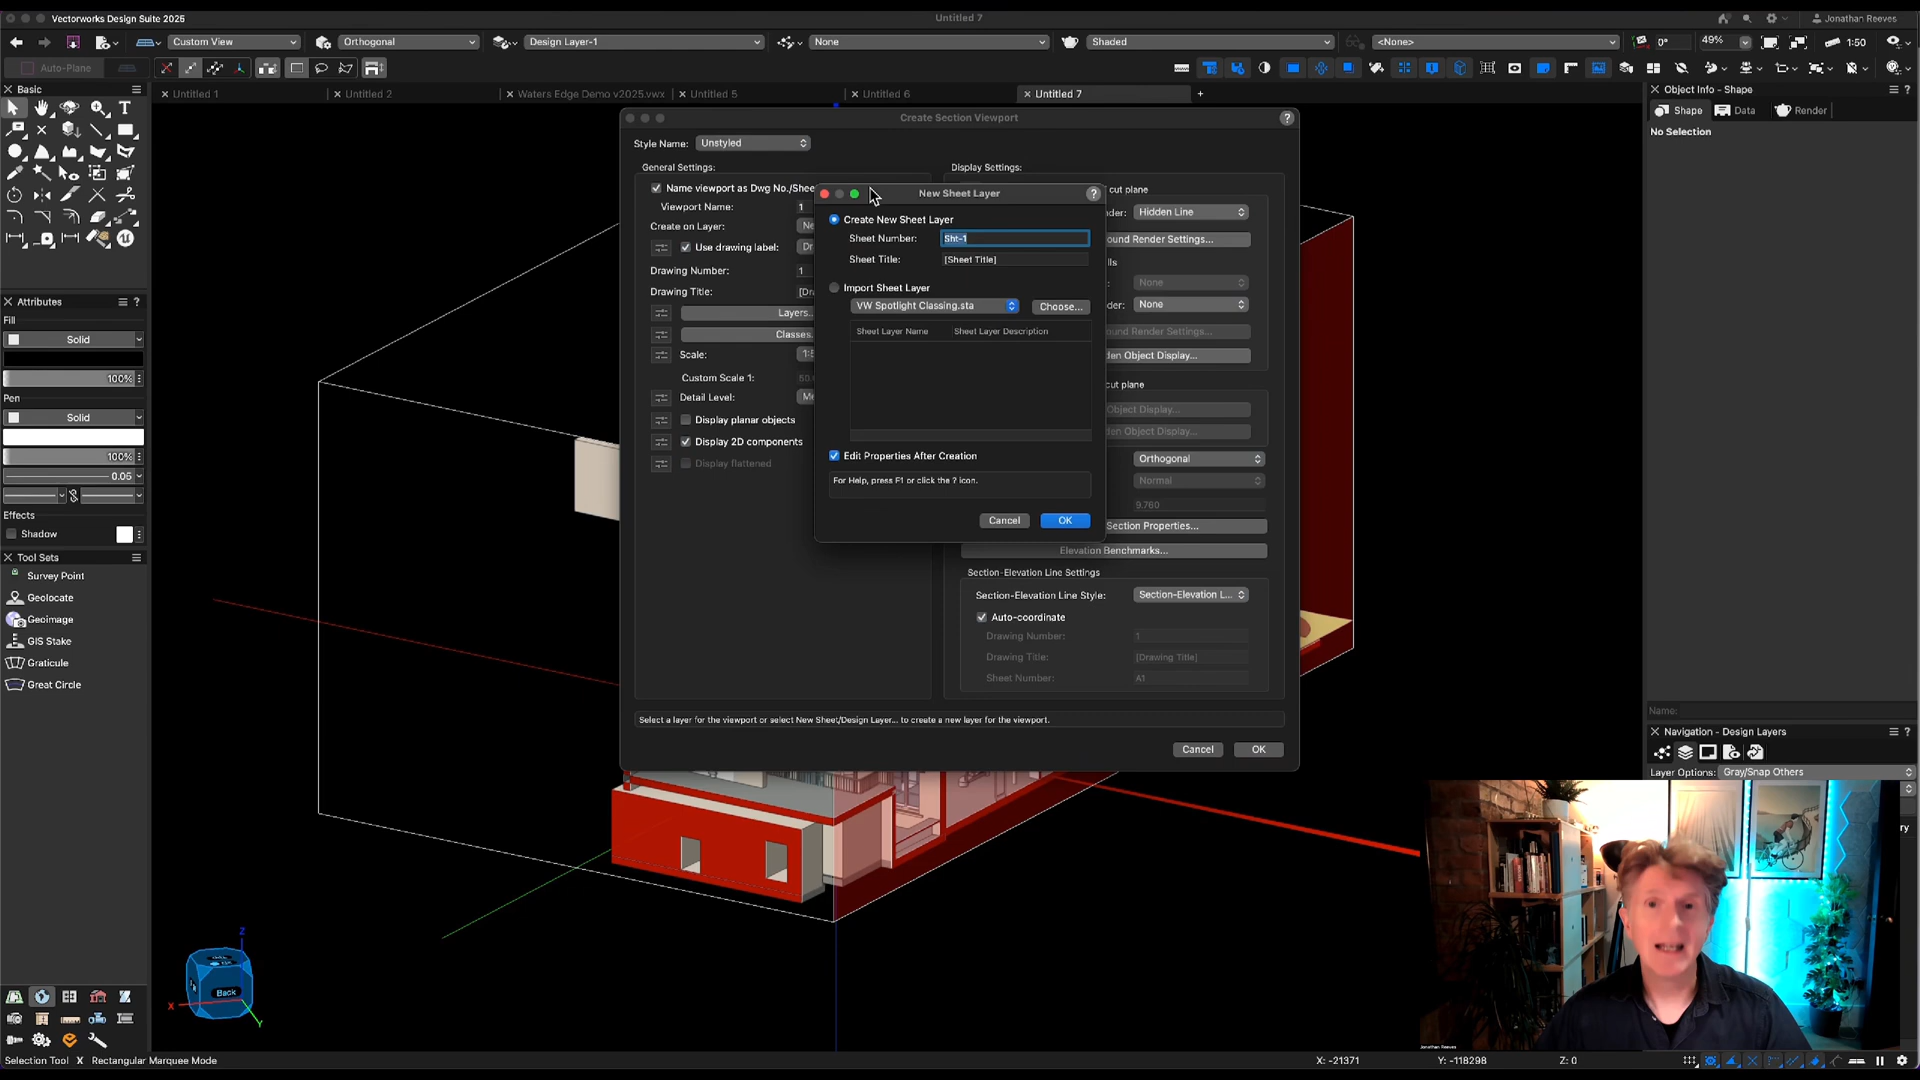 Vectorworks Design Suite 2025
Untitled 7
Jonathan Reeves
Custom View
Orthogonal
Design Layer-1
None
Shaded
<None>
0°
49%
1:50
Auto-Plane
Basic
Untitled 1
Untitled 2
Waters Edge Demo v2025.vwx
Untitled 5
Untitled 6
Untitled 7
Object Info - Shape
Shape
Data
Render
No Selection
Create Section Viewport
Style Name:
Unstyled
General Settings:
Display Settings:
Name viewport as Dwg No./Shee
Viewport Name:
1
Create on Layer:
Use drawing label:
Drawing Number:
1
Drawing Title:
Layers..
Classes
Scale:
Custom Scale 1:
Detail Level:
Display planar objects
Display 2D components
Display flattened
New Sheet Layer
Create New Sheet Layer
Sheet Number:
Sht-1
Sheet Title:
[Sheet Title]
Import Sheet Layer
VW Spotlight Classing.sta
Choose...
Sheet Layer Name
Sheet Layer Description
Edit Properties After Creation
For Help, press F1 or click the ? icon.
Cancel
OK
cut plane
Hidden Line
None
None
cut plane
Orthogonal
Normal
9.760
Section Properties...
Elevation Benchmarks...
Section-Elevation Line Settings
Section-Elevation Line Style:
Section-Elevation L...
Auto-coordinate
Drawing Number:
1
Drawing Title:
[Drawing Title]
Sheet Number:
A1
Select a layer for the viewport or select New Sheet/Design Layer... to create a new layer for the viewport.
Cancel
OK
Attributes
Fill
Solid
100%
Pen
Solid
100%
0.05
Effects
Shadow
Tool Sets
Survey Point
Geolocate
Geoimage
GIS Stake
Graticule
Great Circle
Name:
Navigation - Design Layers
Layer Options:
Gray/Snap Others
Z
Back
X
Y
Jonathan Reeves
Selection Tool
X
Rectangular Marquee Mode
X: -21371
Y: -118298
Z: 0